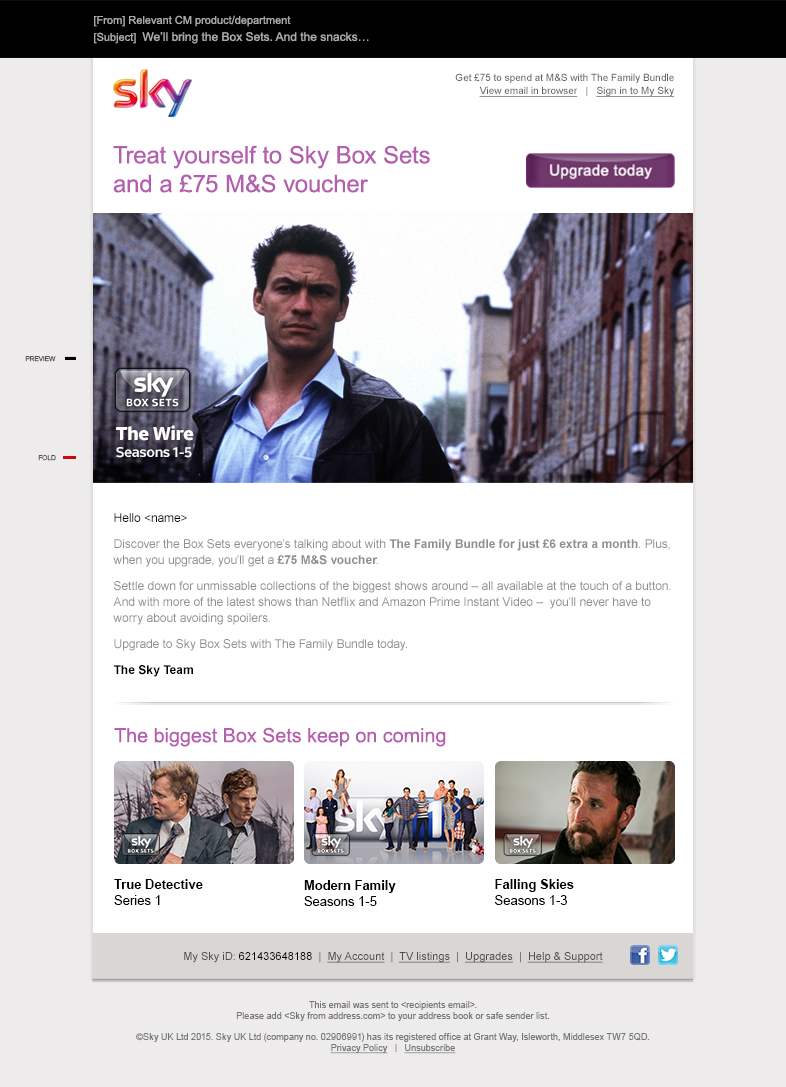 [From] Relevant CM product/department
[Subject] We'll bring the Box Sets. And the snacks…
sky
Get £75 to spend at M&S with The Family Bundle
View email in browser | Sign in to My Sky
Treat yourself to Sky Box Sets
and a £75 M&S voucher
Upgrade today
PREVIEW
sky
BOX SETS
The Wire
Seasons 1-5
FOLD
Hello <name>
Discover the Box Sets everyone's talking about with The Family Bundle for just £6 extra a month. Plus,
when you upgrade, you'll get a £75 M&S voucher.
Settle down for unmissable collections of the biggest shows around – all available at the touch of a button.
And with more of the latest shows than Netflix and Amazon Prime Instant Video – you'll never have to
worry about avoiding spoilers.
Upgrade to Sky Box Sets with The Family Bundle today.
The Sky Team
The biggest Box Sets keep on coming
sky
BOX SETS
sky 1
sky
BOX SETS
sky
BOX SETS
True Detective
Series 1
Modern Family
Seasons 1-5
Falling Skies
Seasons 1-3
My Sky iD: 621433648188 | My Account | TV listings | Upgrades | Help & Support
This email was sent to <recipients email>.
Please add <Sky from address.com> to your address book or safe sender list.
©Sky UK Ltd 2015. Sky UK Ltd (company no. 02906991) has its registered office at Grant Way, Isleworth, Middlesex TW7 5QD.
Privacy Policy | Unsubscribe